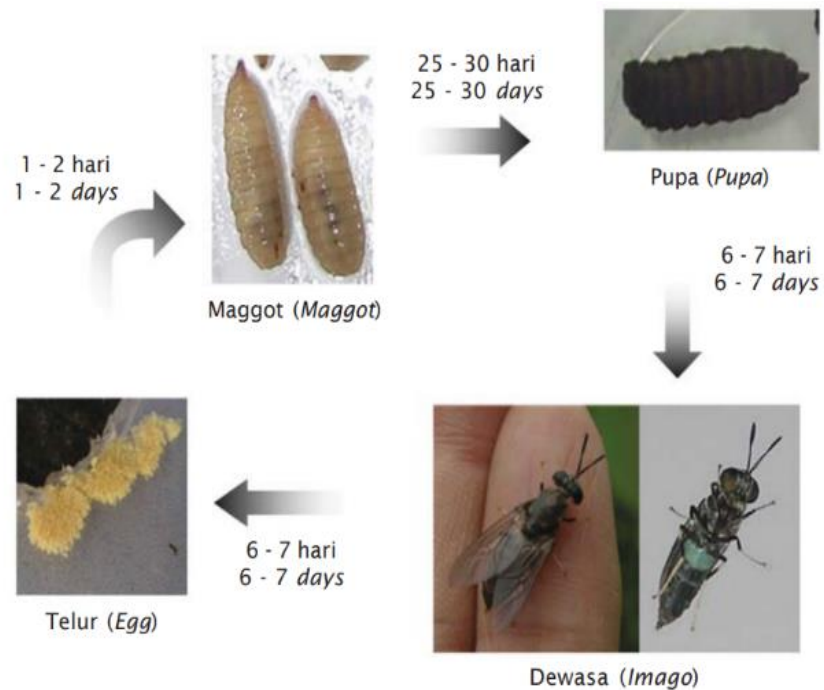 1 - 2 hari
1 - 2 days
Maggot (Maggot)
25 - 30 hari
25 - 30 days
Pupa (Pupa)
6 - 7 hari
6 - 7 days
Dewasa (Imago)
6 - 7 hari
6 - 7 days
Telur (Egg)